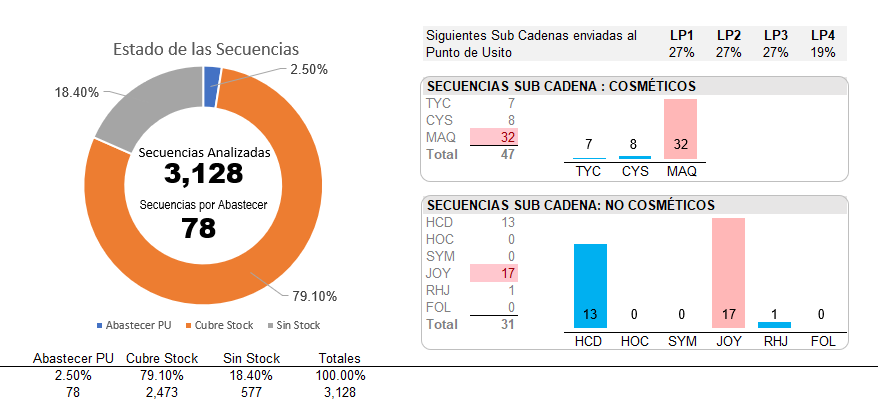 Estado de las Secuencias
2.50%
18.40%
Secuencias Analizadas
3,128
Secuencias por Abastecer
78
79.10%
Abastecer PU Cubre Stock Sin Stock
Abastecer PU Cubre Stock Sin Stock Totales
2.50% 79.10% 18.40% 100.00%
78 2,473 577 3,128
Siguientes Sub Cadenas enviadas al LP1 LP2 LP3 LP4
Punto de Usito 27% 27% 27% 19%
SECUENCIAS SUB CADENA : COSMÉTICOS
TYC 7
CYS 8
MAQ 32
Total 47
7 8 32
TYC CYS MAQ
SECUENCIAS SUB CADENA: NO COSMÉTICOS
HCD 13
HOC 0
SYM 0
JOY 17
RHJ 1
FOL 0
Total 31
13 0 0 17 1 0
HCD HOC SYM JOY RHJ FOL